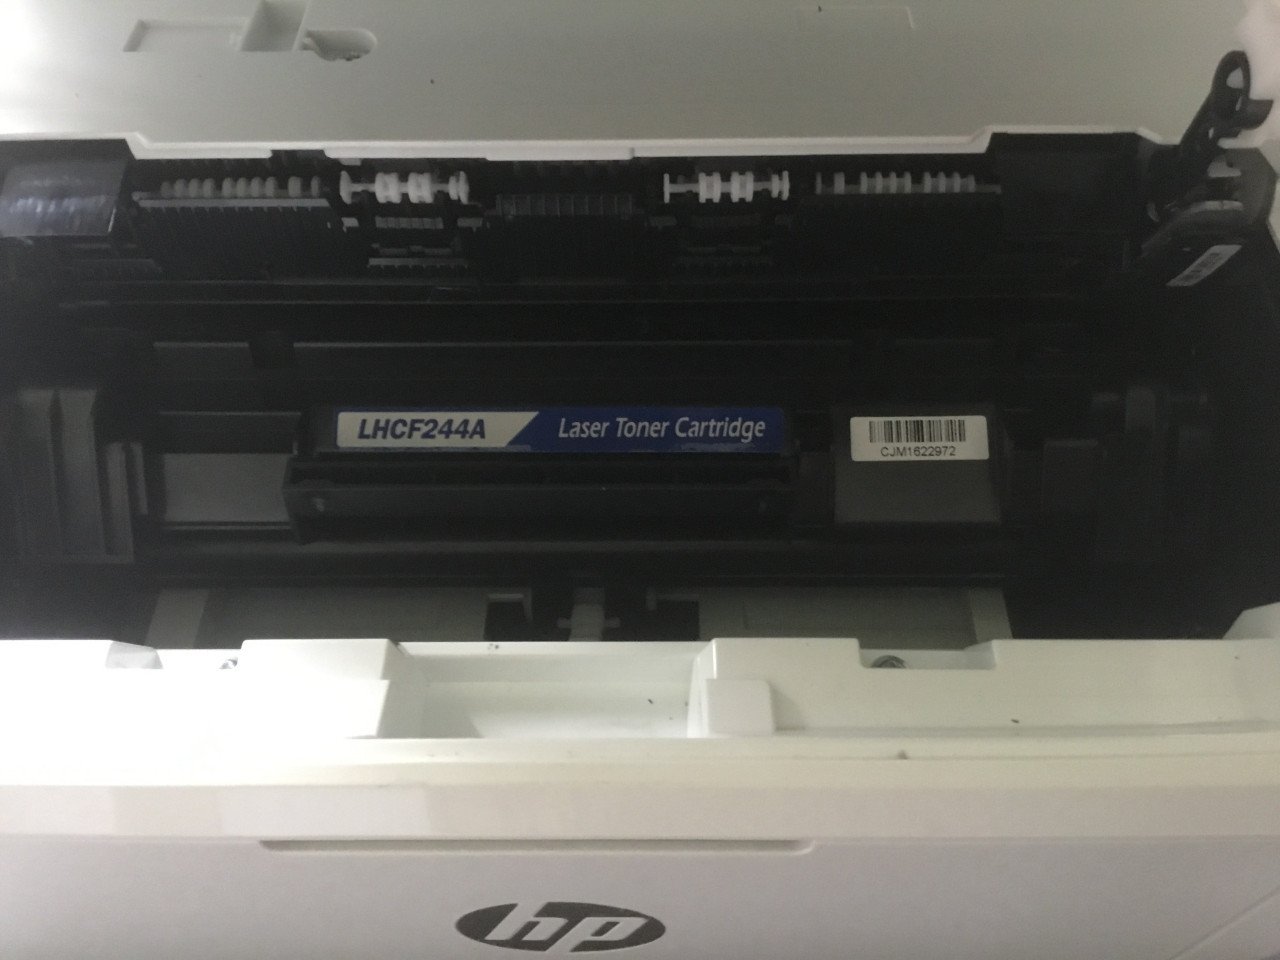 LHCF244A Laser Toner Cartridge
CJM1622972
hp